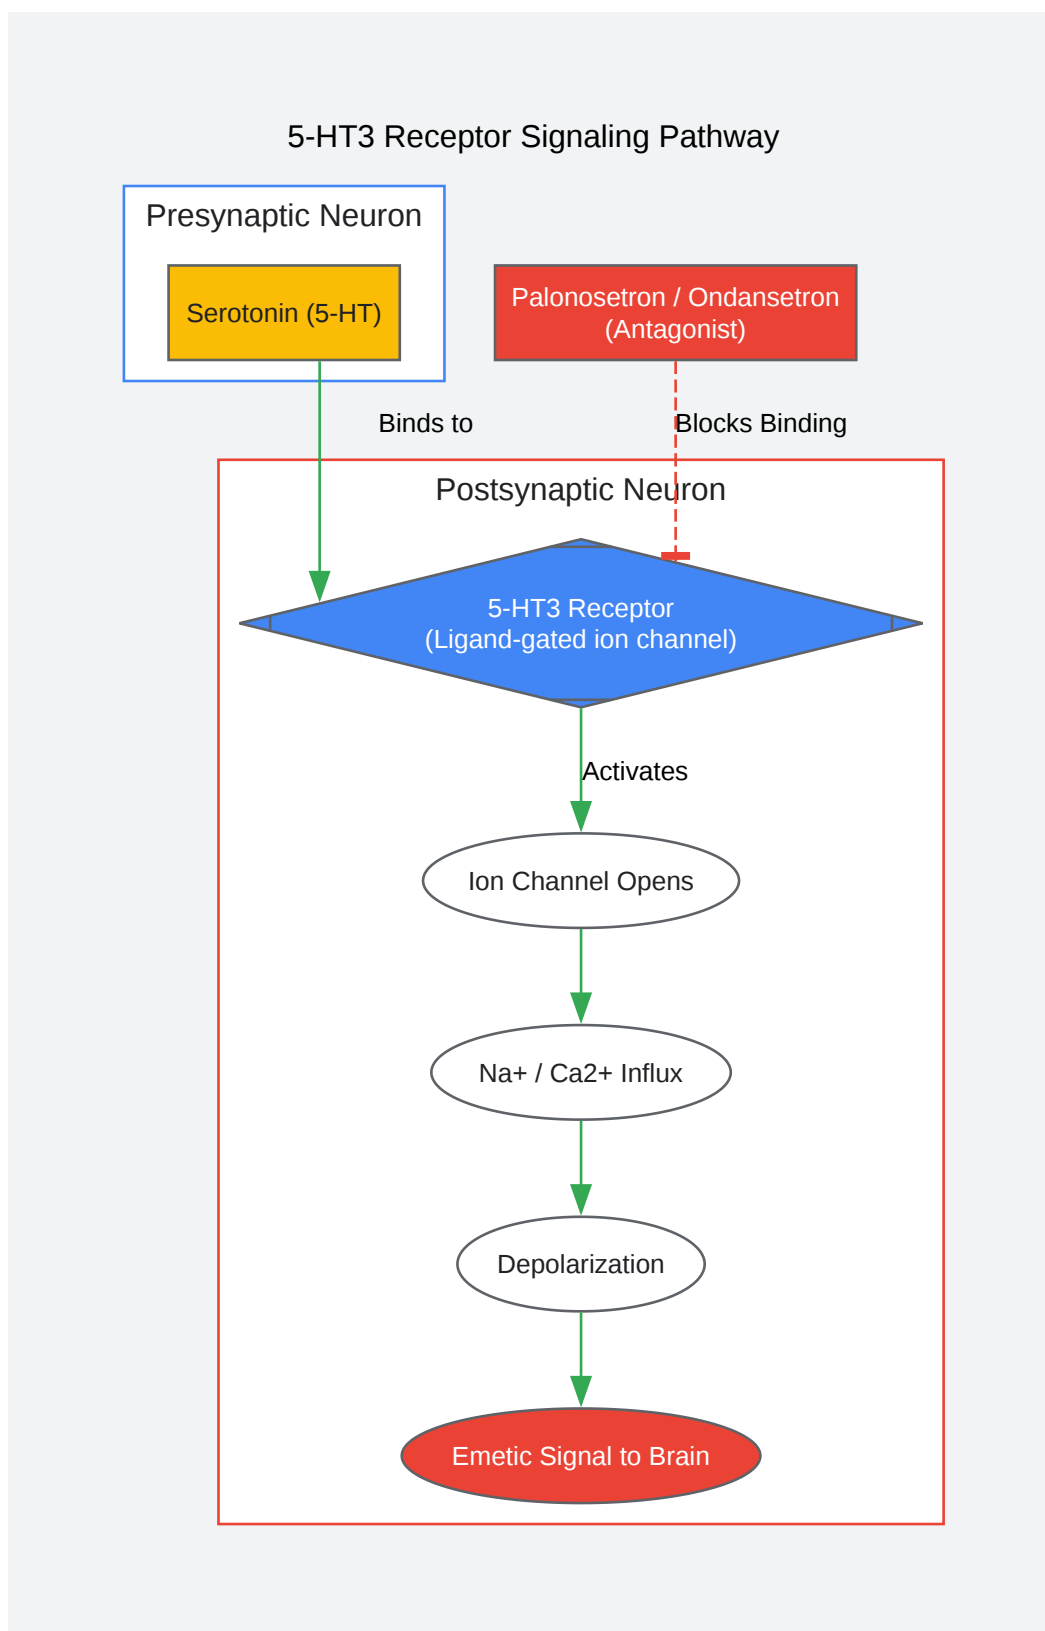 5-HT3 Receptor Signaling Pathway
Presynaptic Neuron
Serotonin (5-HT)
Palonosetron / Ondansetron
(Antagonist)
Binds to
Blocks Binding
Postsynaptic Neuron
5-HT3 Receptor
(Ligand-gated ion channel)
Activates
Ion Channel Opens
Na+ / Ca2+ Influx
Depolarization
Emetic Signal to Brain